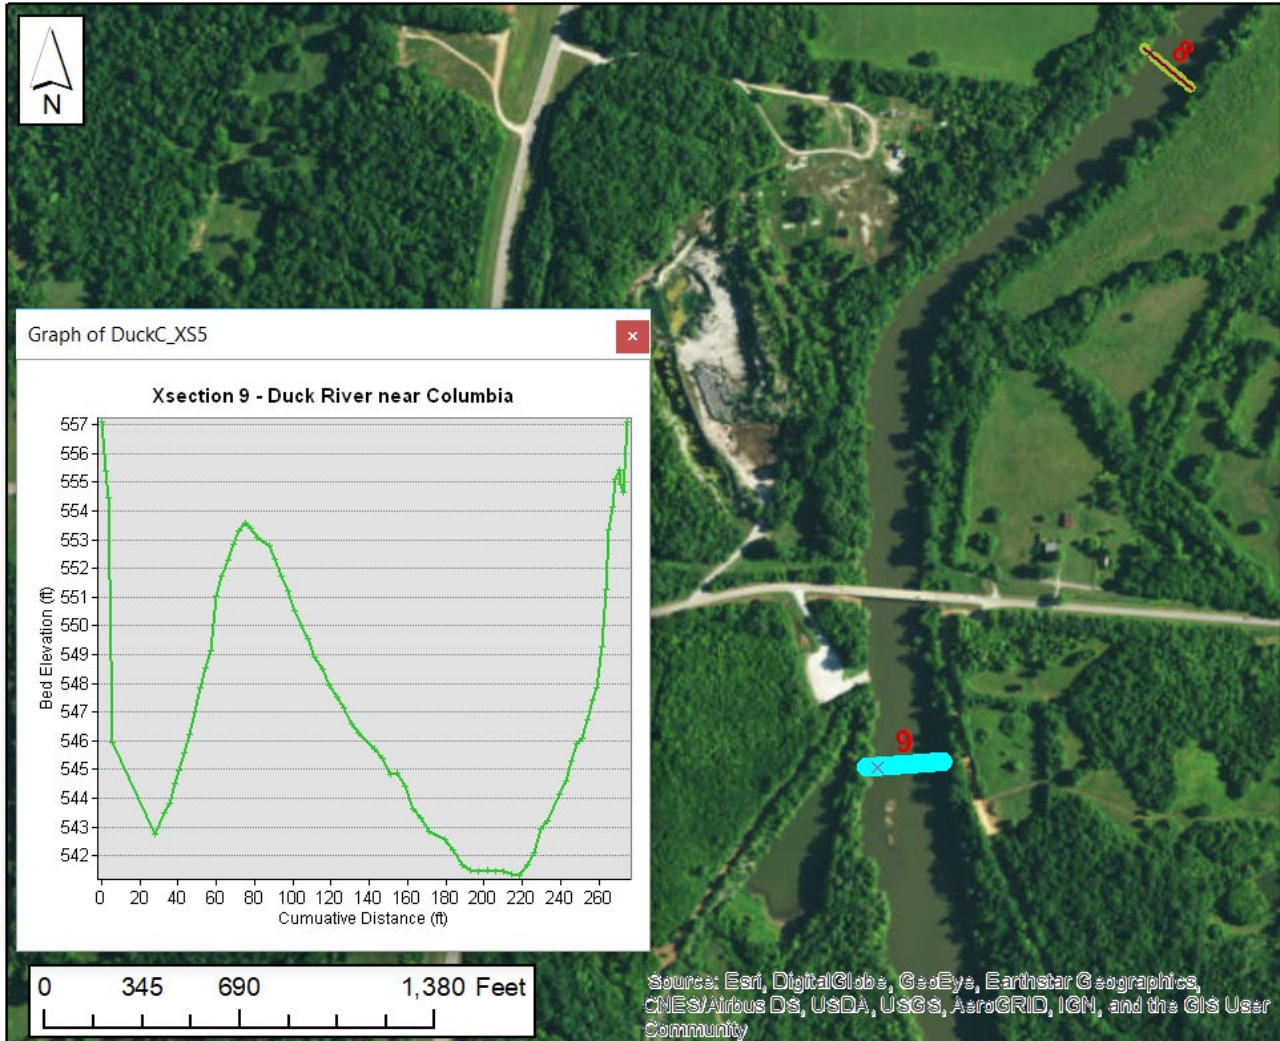 N
8
Graph of DuckC_XS5
×
Xsection 9 - Duck River near Columbia
557
556
555
554
553
552
551
550
549
548
547
546
545
544
543
542
Bed Elevation (ft)
0 20 40 60 80 100 120 140 160 180 200 220 240 260
Cumuative Distance (ft)
9
0 345 690 1,380 Feet
Source: Esri, DigitalGlobe, GeoEye, Earthstar Geographics,
CNES/Airbus DS, USDA, USGS, AeroGRID, IGN, and the GIS User
Community